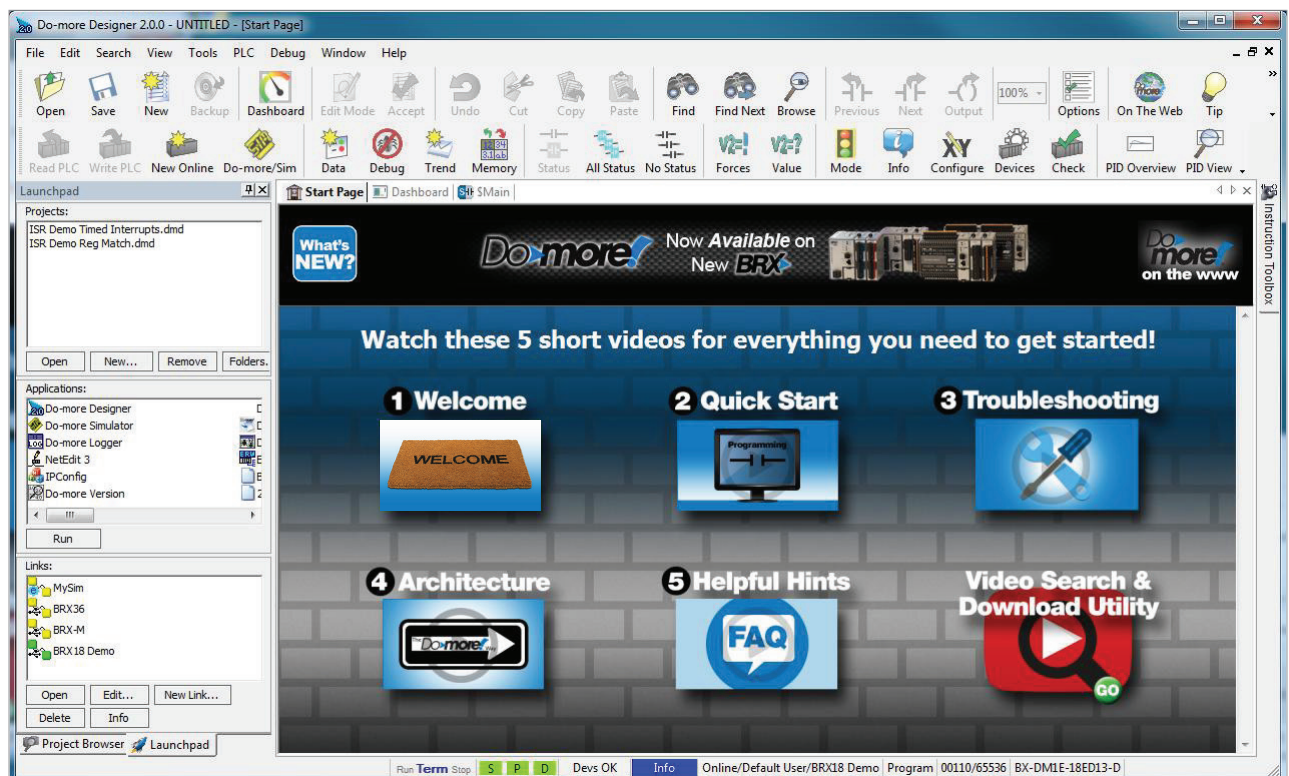 Do-more Designer 2.0.0 - UNTITLED - [Start Page]
File Edit Search View Tools PLC Debug Window Help
Open Save New Backup Dashboard Edit Mode Accept Undo Cut Copy Paste Find Find Next Browse Previous Next Output 100% Options On The Web Tip
Read PLC Write PLC New Online Do-more/Sim Data Debug Trend Memory Status All Status No Status Forces Value Mode Info Configure Devices Check PID Overview PID View
Launchpad
Start Page Dashboard $Main
Instruction Toolbox
Projects:
ISR Demo Timed Interrupts.dmd
ISR Demo Reg Match.dmd
Open New... Remove Folders.
Applications:
Do-more Designer
Do-more Simulator
Do-more Logger
NetEdit 3
IPConfig
Do-more Version
Run
Links:
MySim
BRX36
BRX-M
BRX18 Demo
Open Edit... New Link...
Delete Info
Project Browser Launchpad
What's NEW?
Do-more!
Now Available on
New BRX
Do-more!
on the www
Watch these 5 short videos for everything you need to get started!
1 Welcome
WELCOME
2 Quick Start
Programming
3 Troubleshooting
4 Architecture
Do-more!
5 Helpful Hints
FAQ
Video Search &
Download Utility
GO
Run Term Stop S P D Devs OK Info Online/Default User/BRX18 Demo Program 00110/65536 BX-DM1E-18ED13-D